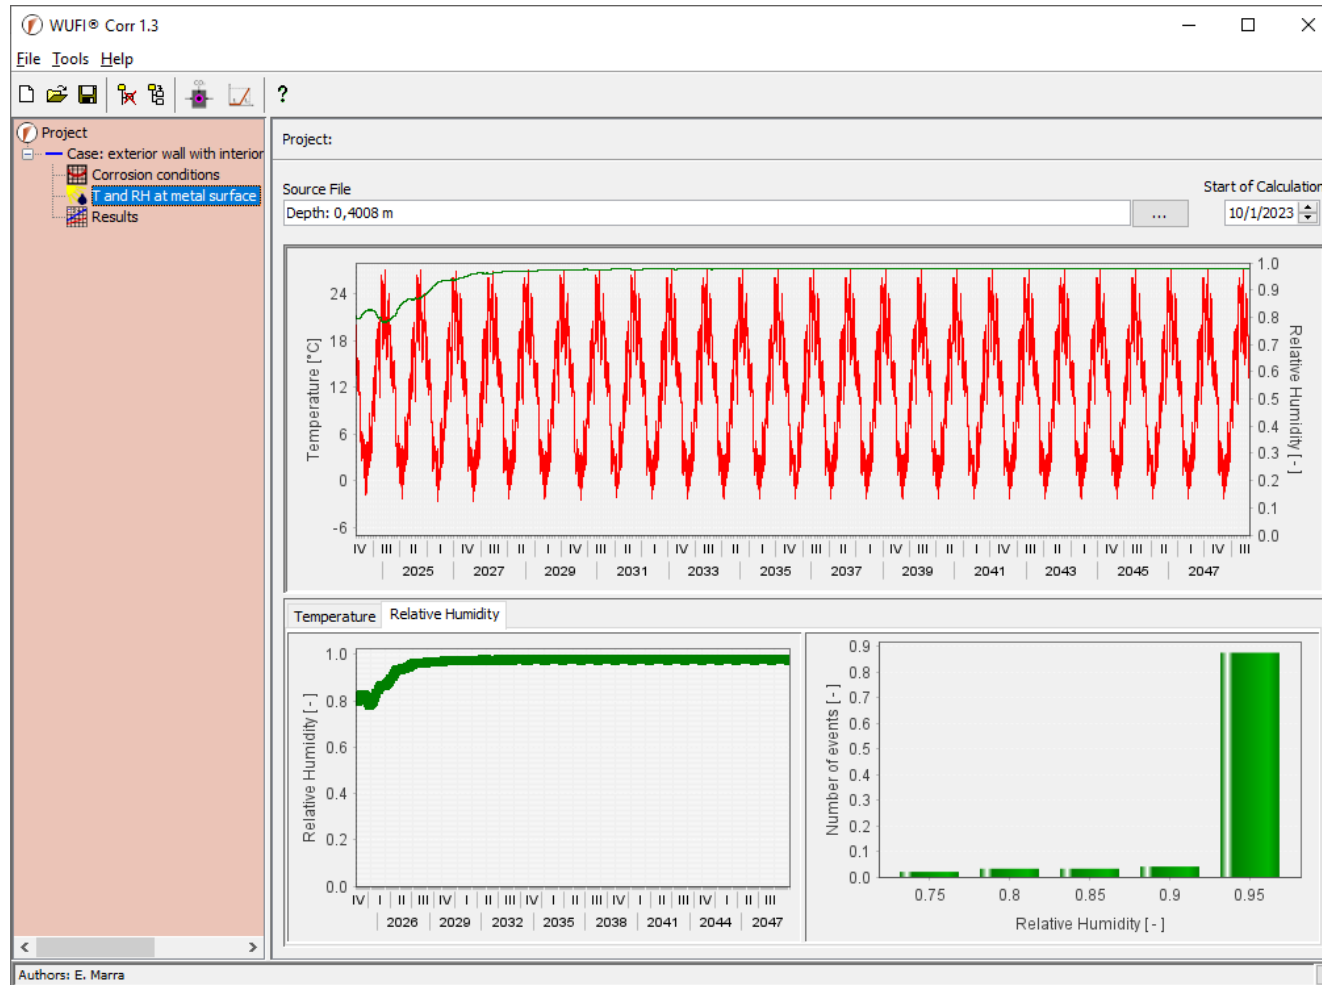 WUFI® Corr 1.3
File Tools Help
Project
Case: exterior wall with interior
Corrosion conditions
T and RH at metal surface
Results
Project:
Source File
Start of Calculation
Depth: 0,4008 m
...
10/1/2023
Temperature [°C]
24
18
12
6
0
-6
1.0
0.9
0.8
0.7
0.6
0.5
0.4
0.3
0.2
0.1
0.0
Relative Humidity [ - ]
IV III II I IV III II I IV III II I IV III II I IV III II I IV III II I IV III II I IV III II I IV III
2025 2027 2029 2031 2033 2035 2037 2039 2041 2043 2045 2047
Temperature Relative Humidity
Relative Humidity [ - ]
1.0
0.8
0.6
0.4
0.2
0.0
IV I II III IV I II III IV I II III IV I II III IV I II III
2026 2029 2032 2035 2038 2041 2044 2047
Number of events [ - ]
0.9
0.8
0.7
0.6
0.5
0.4
0.3
0.2
0.1
0.0
0.75 0.8 0.85 0.9 0.95
Relative Humidity [ - ]
Authors: E. Marra